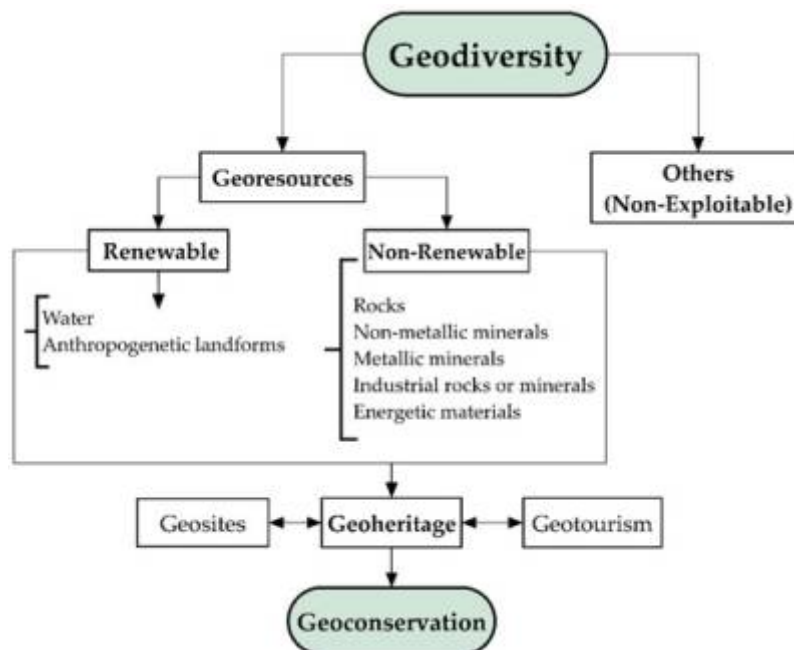 Geodiversity
Georesources
Others
(Non-Exploitable)
Renewable
Non-Renewable
Water
Anthropogenetic landforms
Rocks
Non-metallic minerals
Metallic minerals
Industrial rocks or minerals
Energetic materials
Geosites
Geoheritage
Geotourism
Geoconservation